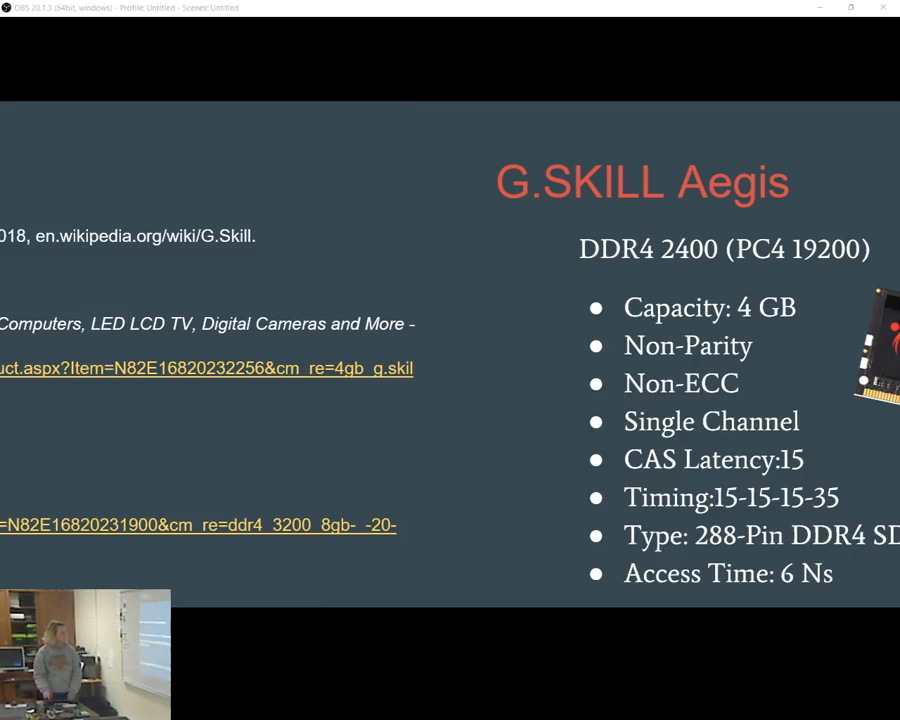 OBS 20.1.3 (64bit, windows) - Profile: Untitled - Scenes: Untitled
018, en.wikipedia.org/wiki/G.Skill.
Computers, LED LCD TV, Digital Cameras and More -
uct.aspx?Item=N82E16820232256&cm_re=4gb_g.skil
=N82E16820231900&cm_re=ddr4_3200_8gb-_-20-
G.SKILL Aegis
DDR4 2400 (PC4 19200)
● Capacity: 4 GB
● Non-Parity
● Non-ECC
● Single Channel
● CAS Latency:15
● Timing:15-15-15-35
● Type: 288-Pin DDR4 SD
● Access Time: 6 Ns